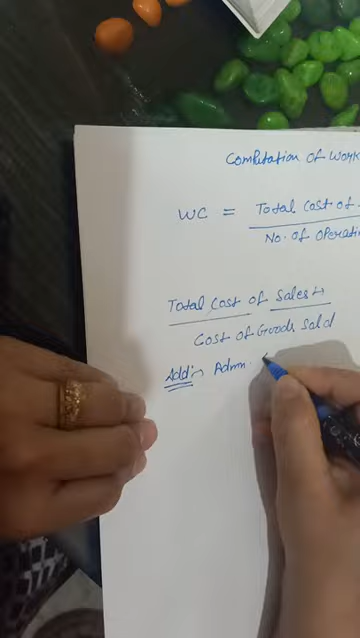 Computation of Work
WC = Total Cost of
No. of Operati
Total Cost of Sales :-
Cost of Goods Sold
Add :- Admn.